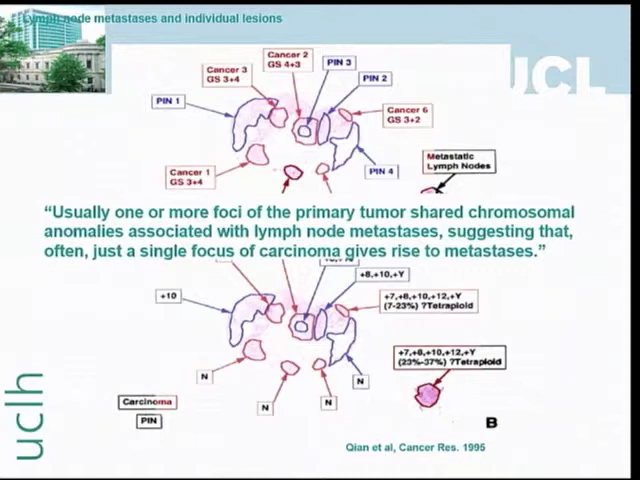 Lymph node metastases and individual lesions
UCL
Cancer 2
GS 4+3
PIN 3
Cancer 3
GS 3+4
PIN 2
PIN 1
Cancer 6
GS 3+2
Metastatic
Lymph Nodes
Cancer 1
GS 3+4
PIN 4
“Usually one or more foci of the primary tumor shared chromosomal
anomalies associated with lymph node metastases, suggesting that,
often, just a single focus of carcinoma gives rise to metastases.”
+8,+10,+Y
+10
+7,+8,+10,+12,+Y
(7-23%) ?Tetraploid
+7,+8,+10,+12,+Y
(23%-37%) ?Tetraploid
N
N
N
N
Carcinoma
PIN
B
uclh
Qian et al, Cancer Res. 1995